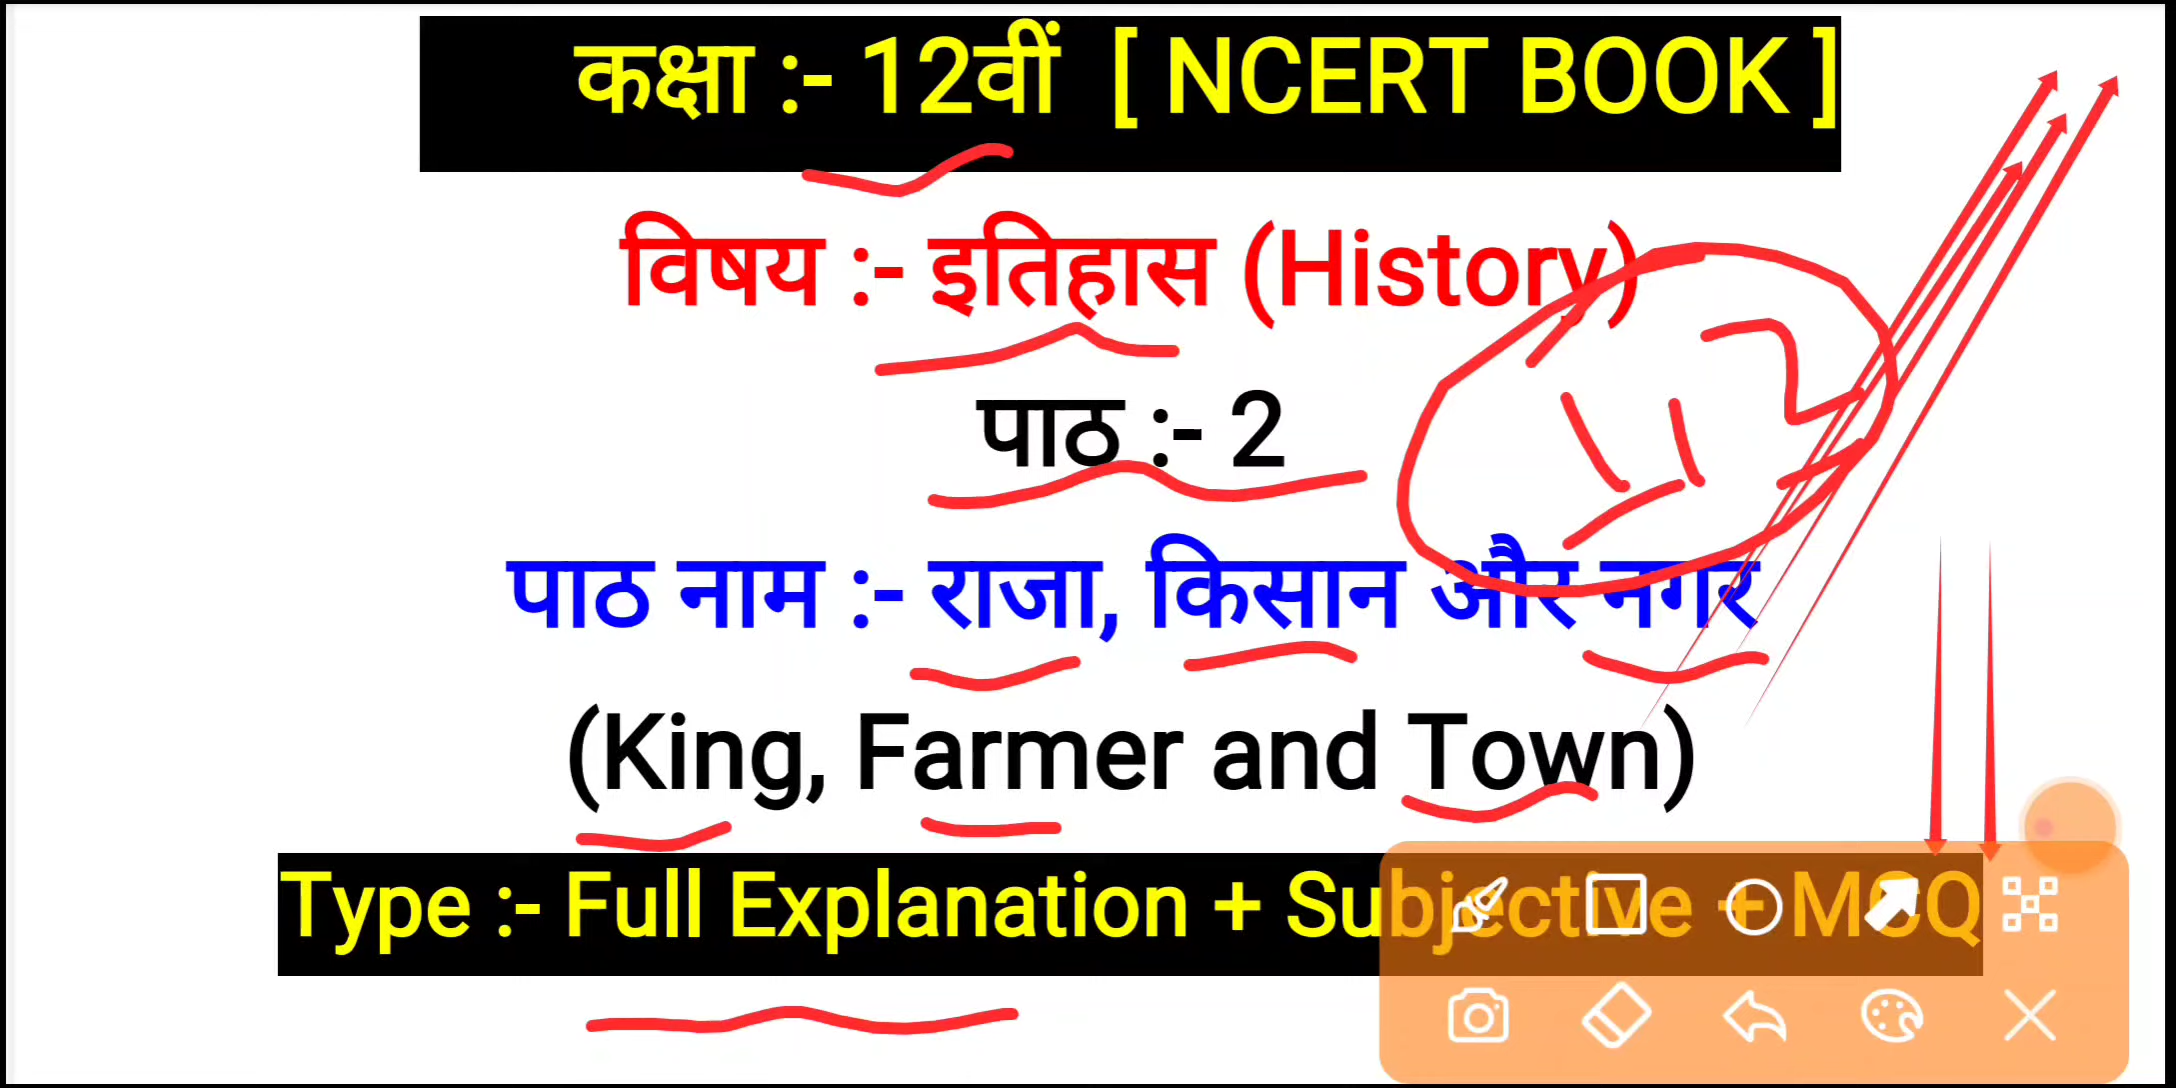 कक्षा :- 12वीं [ NCERT BOOK ]
विषय :- इतिहास (History)
पाठ :- 2
पाठ नाम :- राजा, किसान और नगर
(King, Farmer and Town)
Type :- Full Explanation + Subjective + MCQ